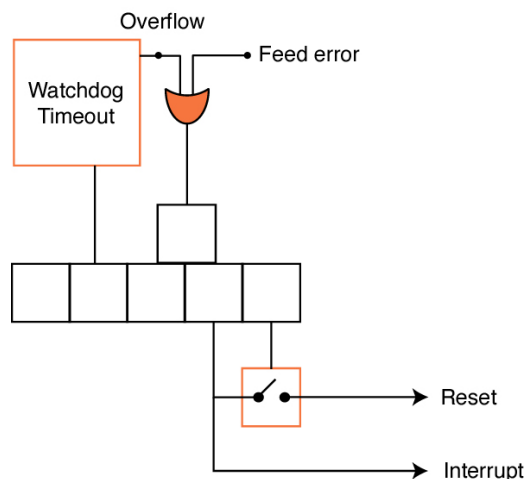 Overflow
Feed error
Watchdog
Timeout
Reset
Interrupt